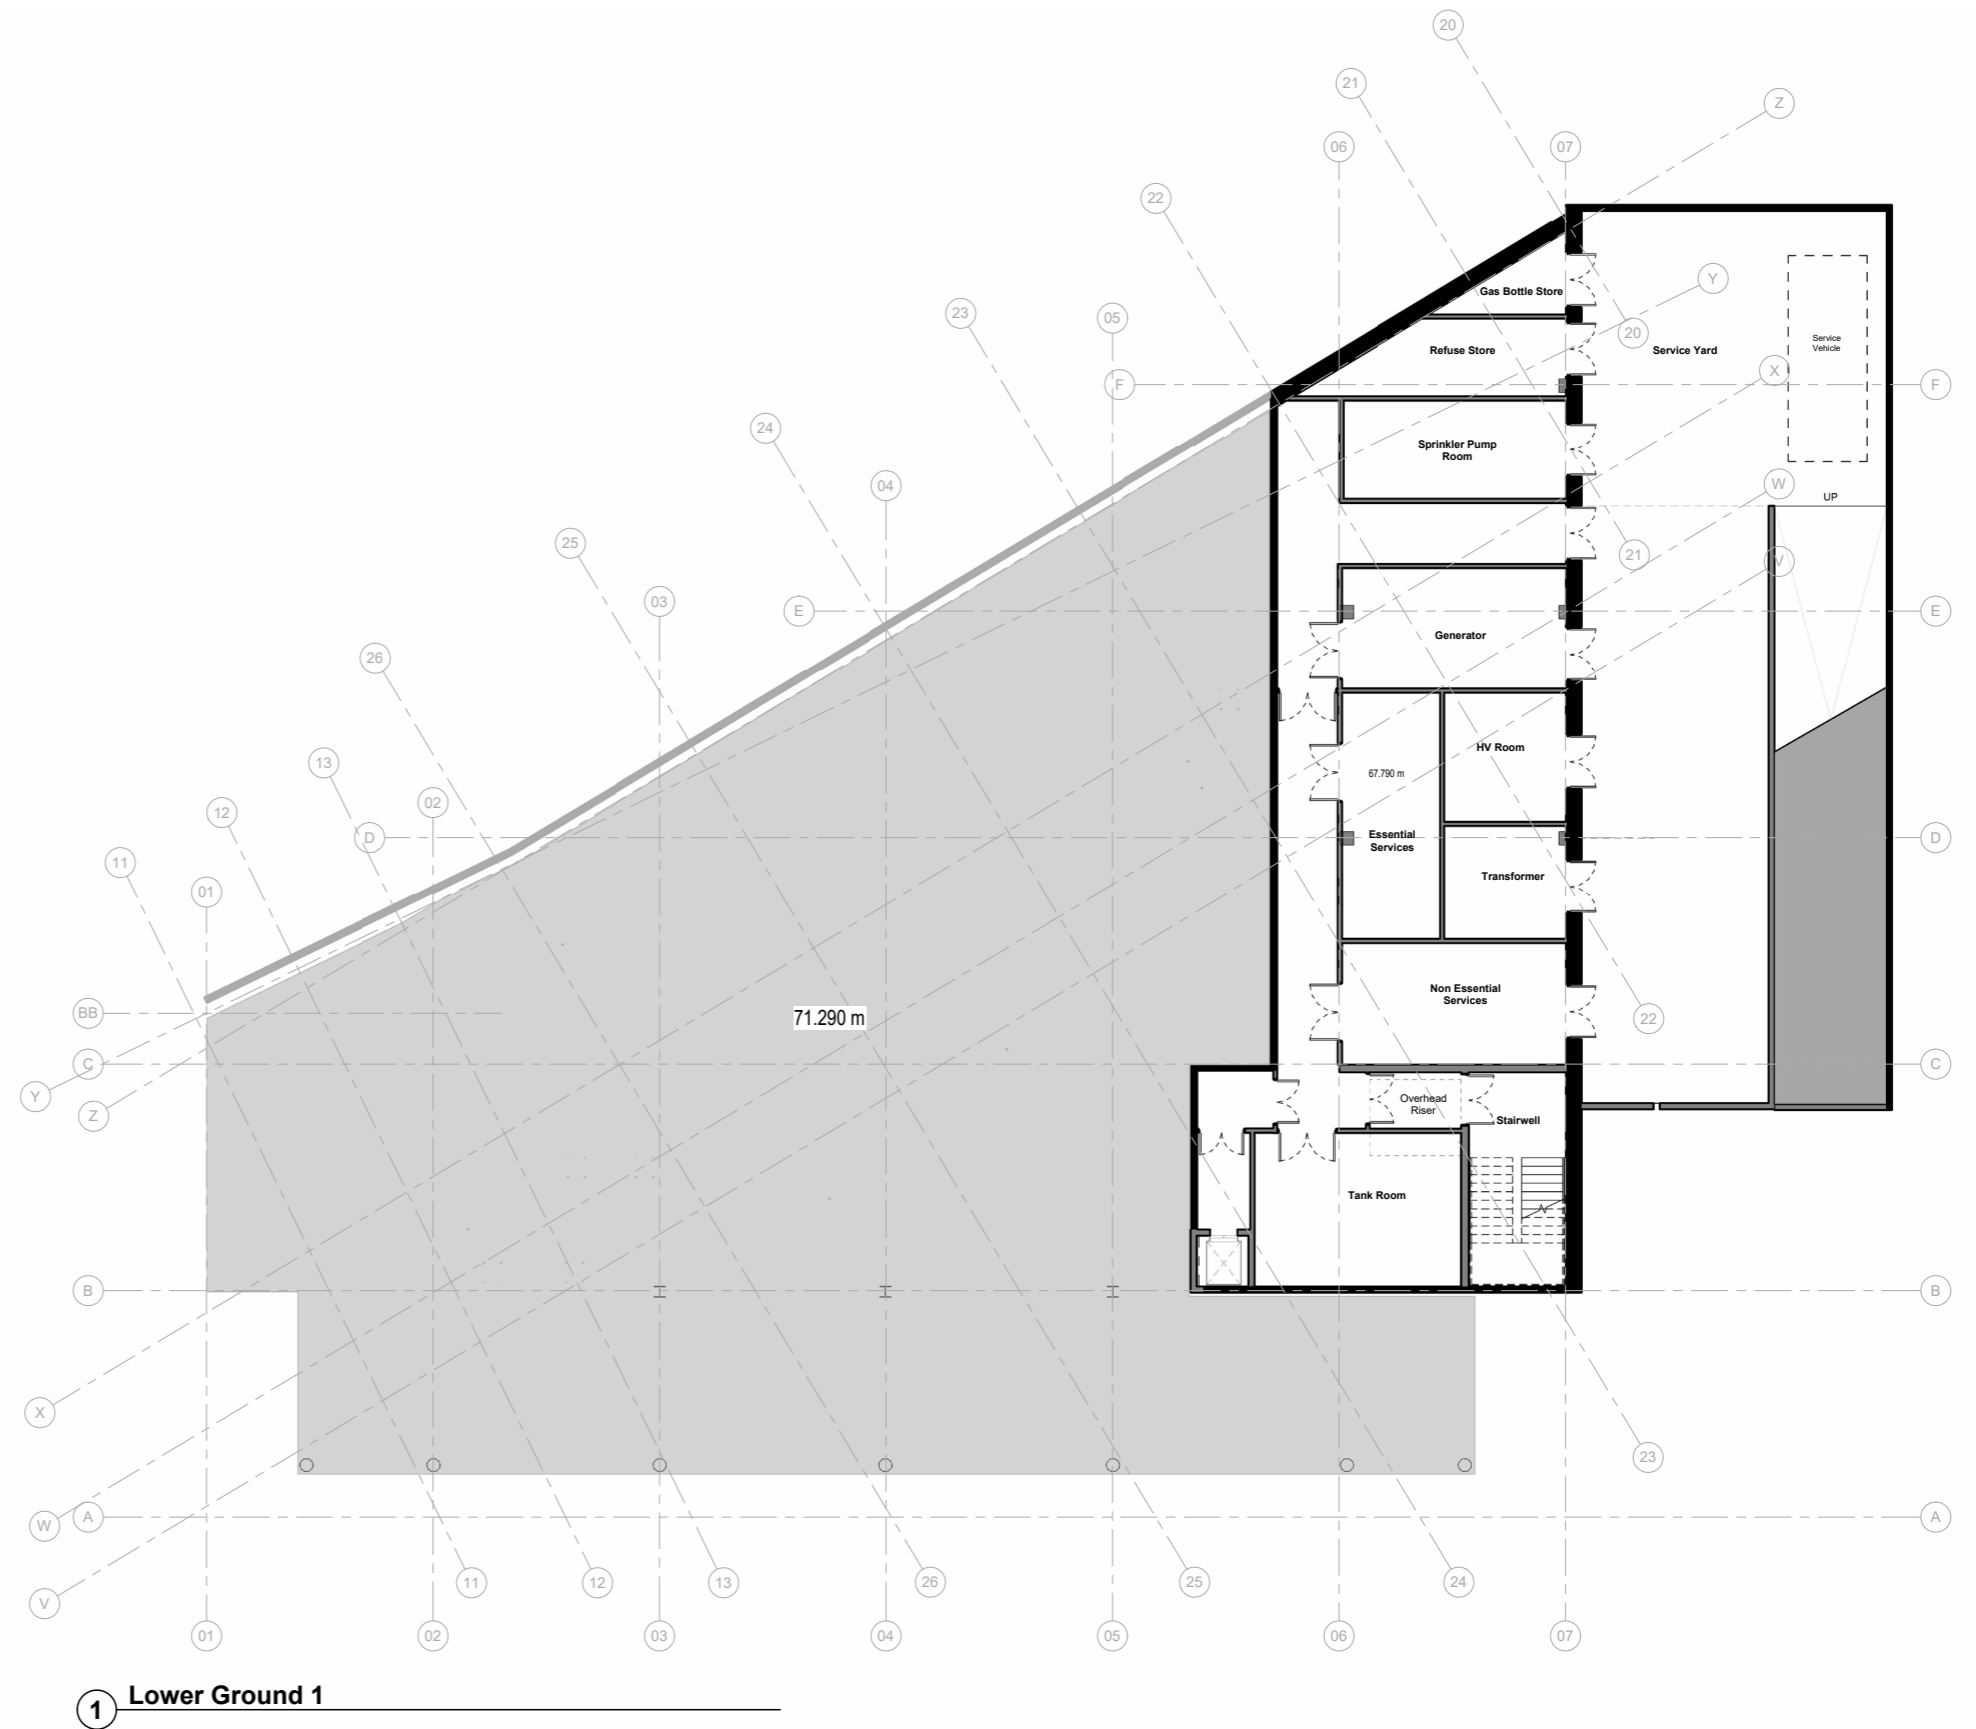 20
21
Z
06
07
22
Y
Gas Bottle Store
23
05
20
Service
Vehicle
Refuse Store
Service Yard
X
F
F
24
Sprinkler Pump
Room
04
W
UP
25
21
V
03
E
E
Generator
26
HV Room
13
67.790 m
02
12
Essential
Services
D
D
11
Transformer
01
Non Essential
Services
BB
71.290 m
22
C
C
Y
Overhead
Riser
Z
Stairwell
Tank Room
X
B
B
X
23
W
A
A
11
12
13
26
25
24
V
01
02
03
04
05
06
07
1
Lower Ground 1